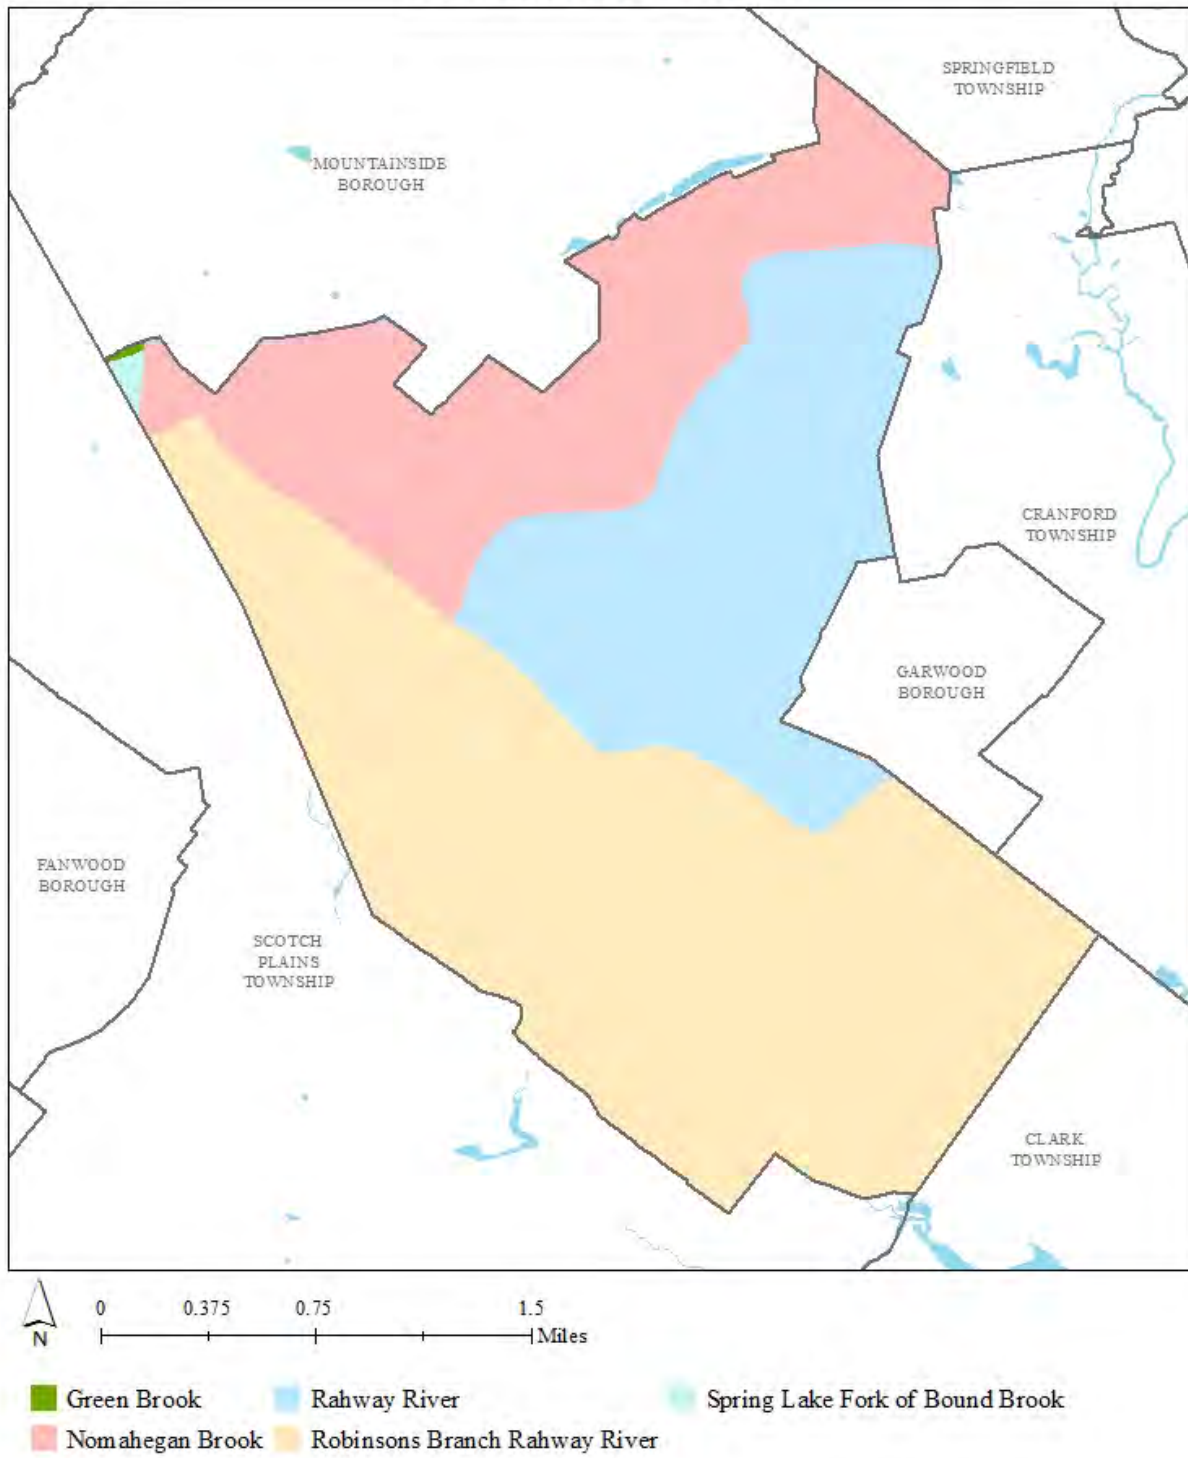 SPRINGFIELD
TOWNSHIP
MOUNTAINSIDE
BOROUGH
CRANFORD
TOWNSHIP
GARWOOD
BOROUGH
FANWOOD
BOROUGH
SCOTCH
PLAINS
TOWNSHIP
CLARK
TOWNSHIP
N
0 0.375 0.75 1.5
Miles
Green Brook Rahway River Spring Lake Fork of Bound Brook
Nomahegan Brook Robinsons Branch Rahway River